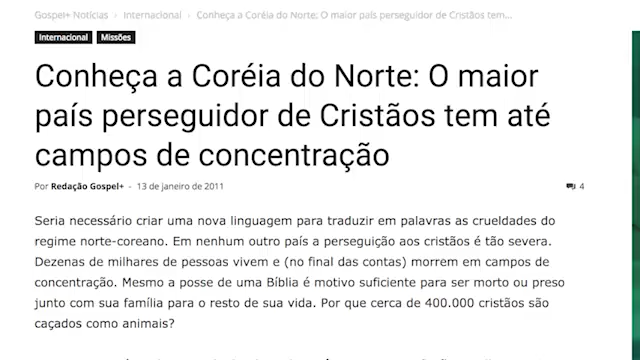 Gospel+ Notícias › Internacional › Conheça a Coréia do Norte: O maior país perseguidor de Cristãos tem...
Internacional Missões
Conheça a Coréia do Norte: O maior
país perseguidor de Cristãos tem até
campos de concentração
Por Redação Gospel+ - 13 de janeiro de 2011 4
Seria necessário criar uma nova linguagem para traduzir em palavras as crueldades do
regime norte-coreano. Em nenhum outro país a perseguição aos cristãos é tão severa.
Dezenas de milhares de pessoas vivem e (no final das contas) morrem em campos de
concentração. Mesmo a posse de uma Bíblia é motivo suficiente para ser morto ou preso
junto com sua família para o resto de sua vida. Por que cerca de 400.000 cristãos são
caçados como animais?